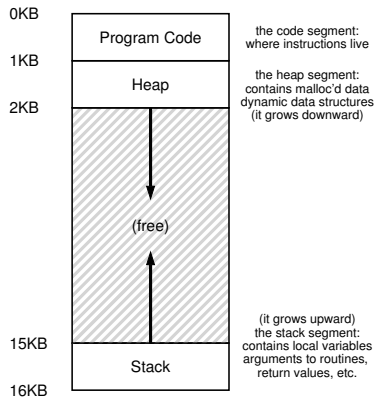 0KB
Program Code
the code segment:
where instructions live
1KB
Heap
the heap segment:
contains malloc'd data
dynamic data structures
(it grows downward)
2KB
(free)
(it grows upward)
the stack segment:
contains local variables
arguments to routines,
return values, etc.
15KB
Stack
16KB